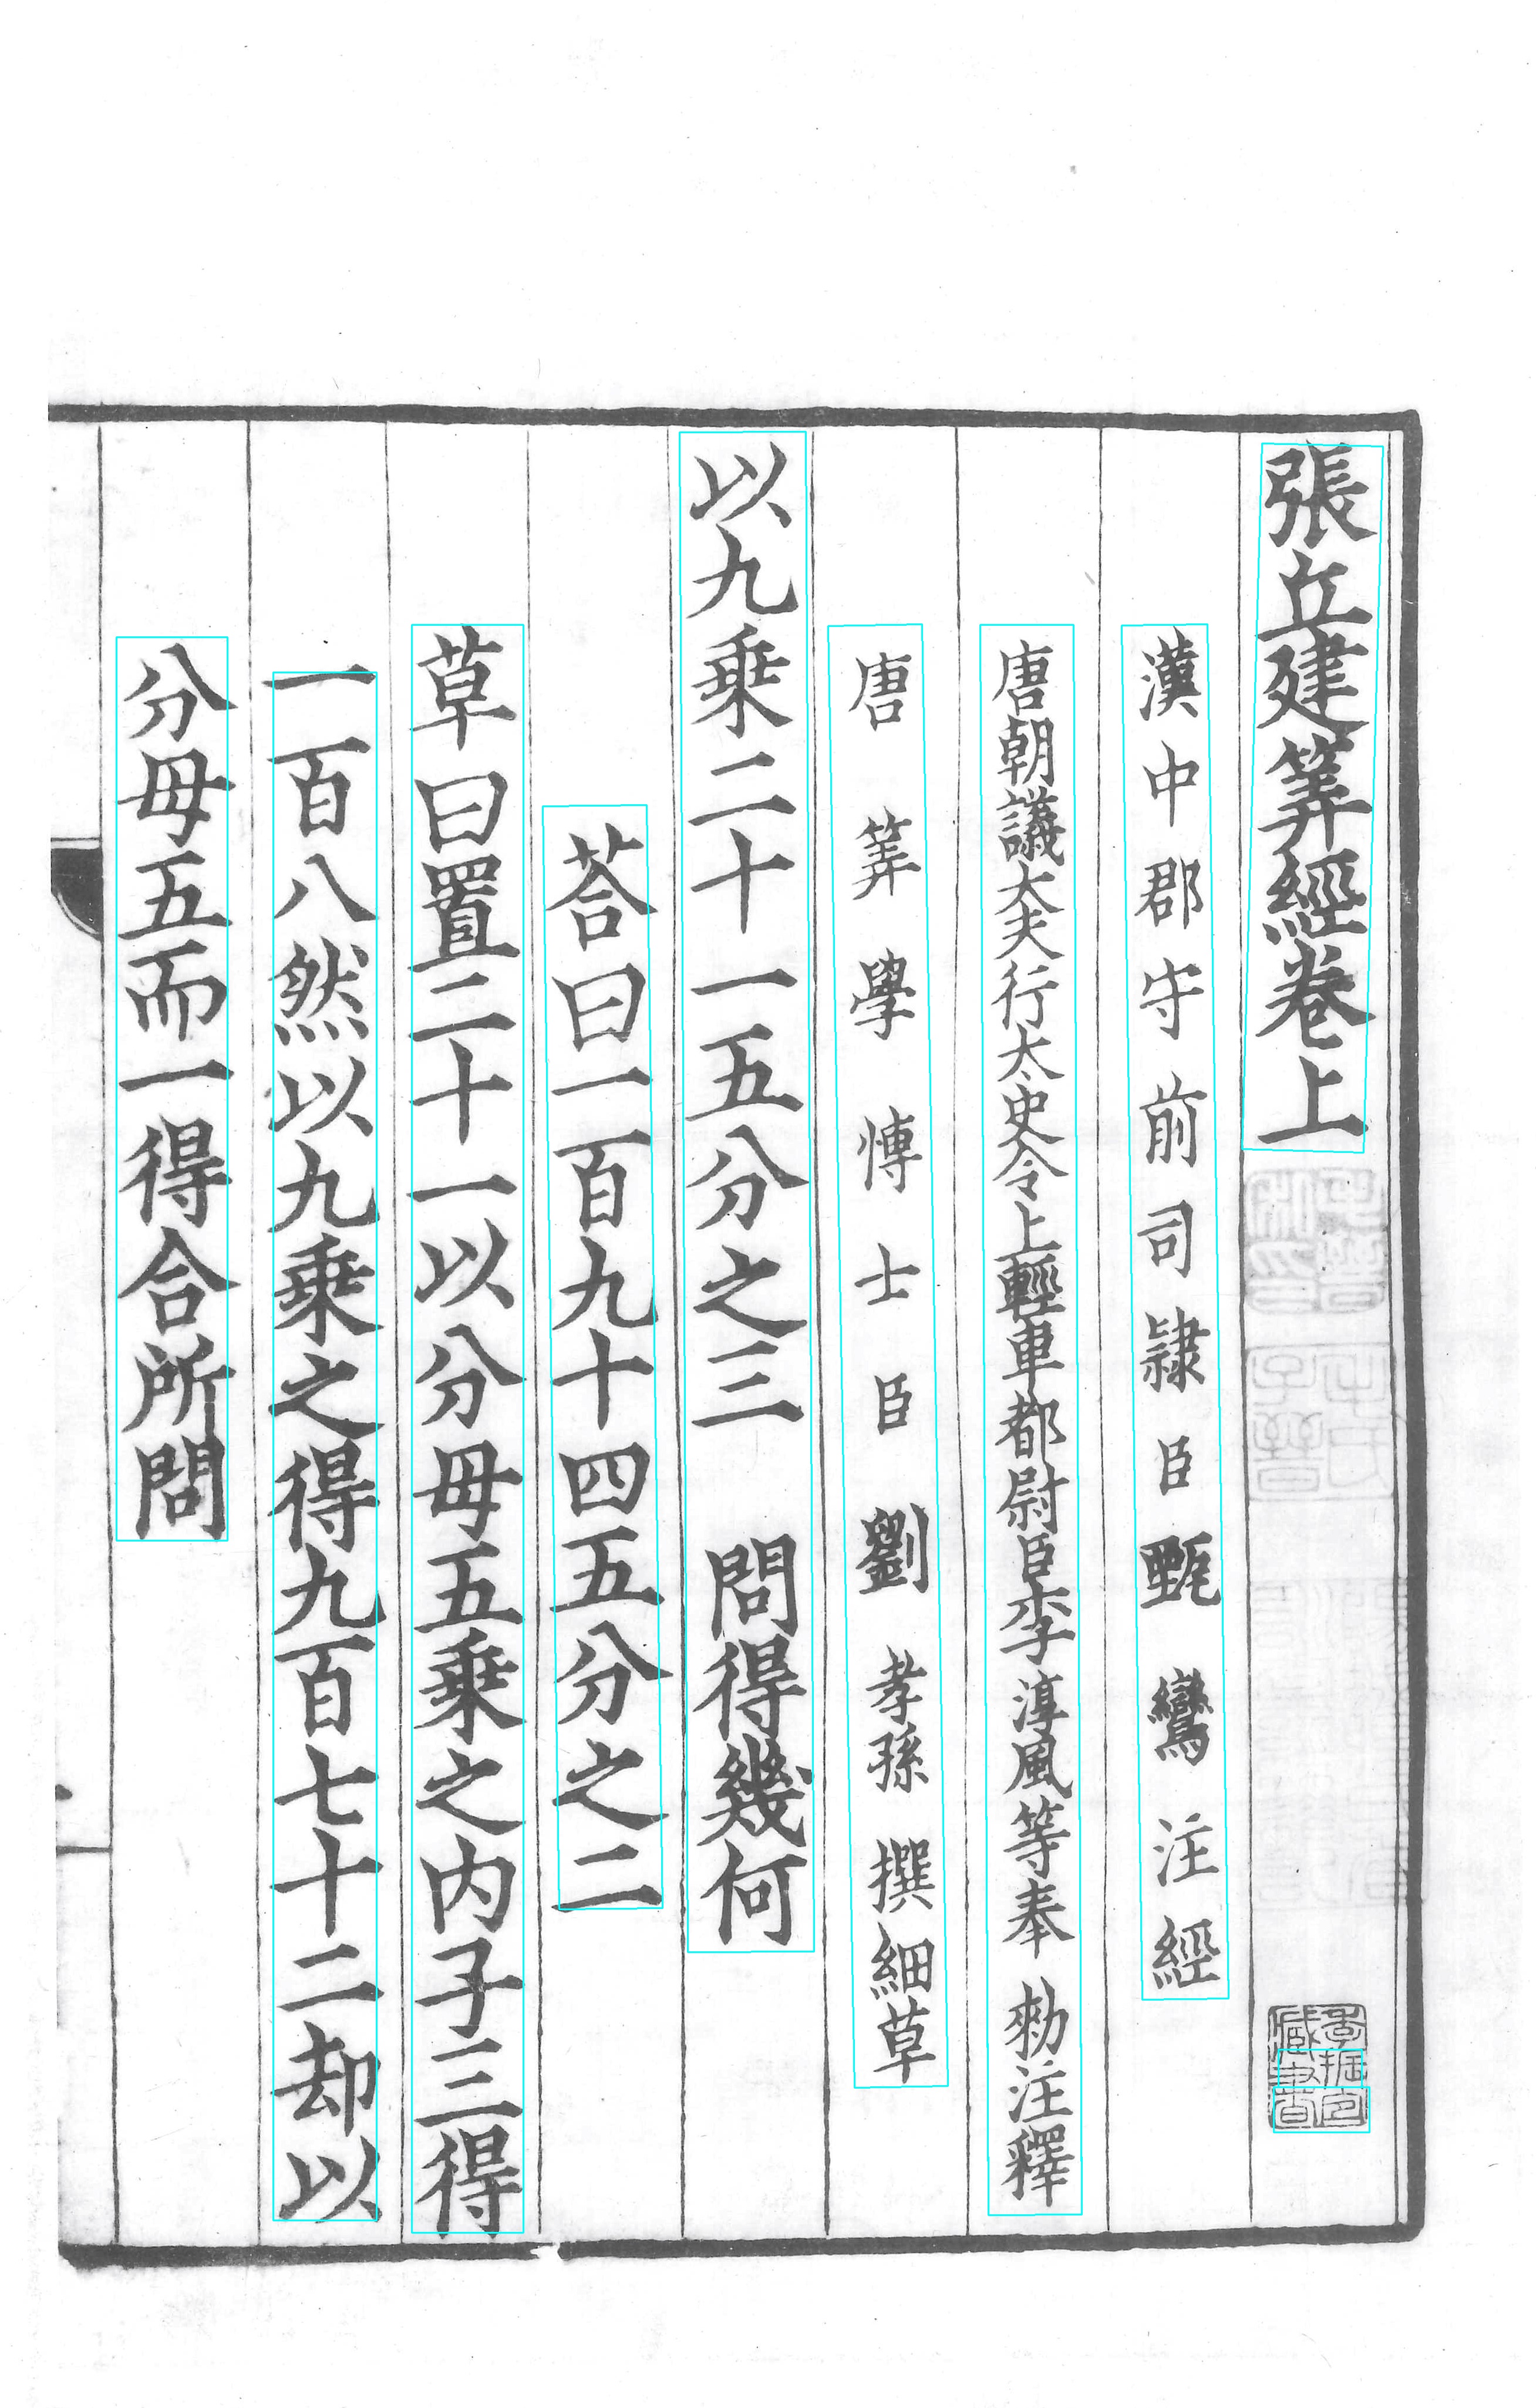 張丘建筭經卷上
漢中郡守前司隷臣甄鸞注經
唐朝議大夫行太史令上輕車都尉臣李淳風等奉勑注釋
唐筭學博士臣劉孝孫撰細草
以九乗二十一五分之三　問得幾何
荅曰一百九十四五分之二
草曰置二十一以分母五乗之内子三得
一百八然以九乗之得九百七十二却以
分母五而一得合所問